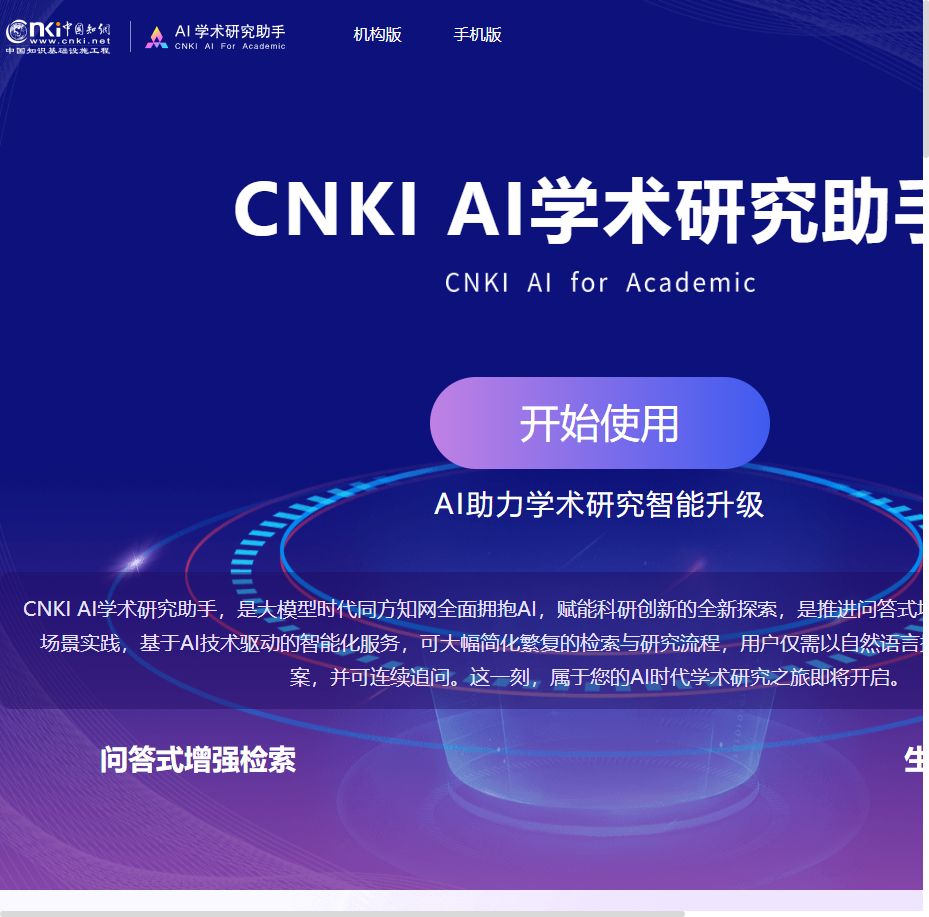 cnki中国知网
www.cnki.net
中国知识基础设施工程
AI 学术研究助手
CNKI AI For Academic
机构版
手机版
CNKI AI学术研究助手
CNKI AI for Academic
开始使用
AI助力学术研究智能升级
CNKI AI学术研究助手，是大模型时代同方知网全面拥抱AI，赋能科研创新的全新探索，是推进问答式增
场景实践，基于AI技术驱动的智能化服务，可大幅简化繁复的检索与研究流程，用户仅需以自然语言
案，并可连续追问。这一刻，属于您的AI时代学术研究之旅即将开启。
问答式增强检索
生